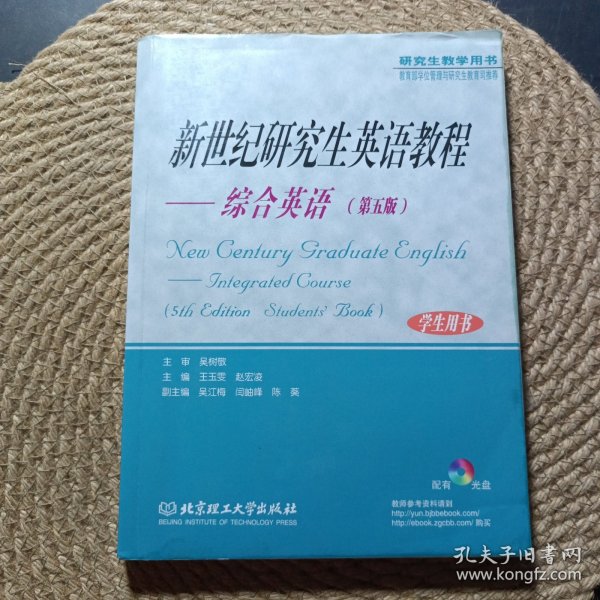 研究生教学用书
教育部学位管理与研究生教育司推荐
新世纪研究生英语教程
——综合英语(第五版)
New Century Graduate English
——Integrated Course
(5th Edition Students' Book)
学生用书
主审 吴树敬
主编 王玉雯 赵宏凌
副主编 吴江梅 闫岫峰 陈葵
配有 光盘
北京理工大学出版社
BEIJING INSTITUTE OF TECHNOLOGY PRESS
教师参考资料请到
http://yun.bjbbebook.com/
http://ebook.zgcbb.com/ 购买
孔夫子旧书网
www.kongfz.com